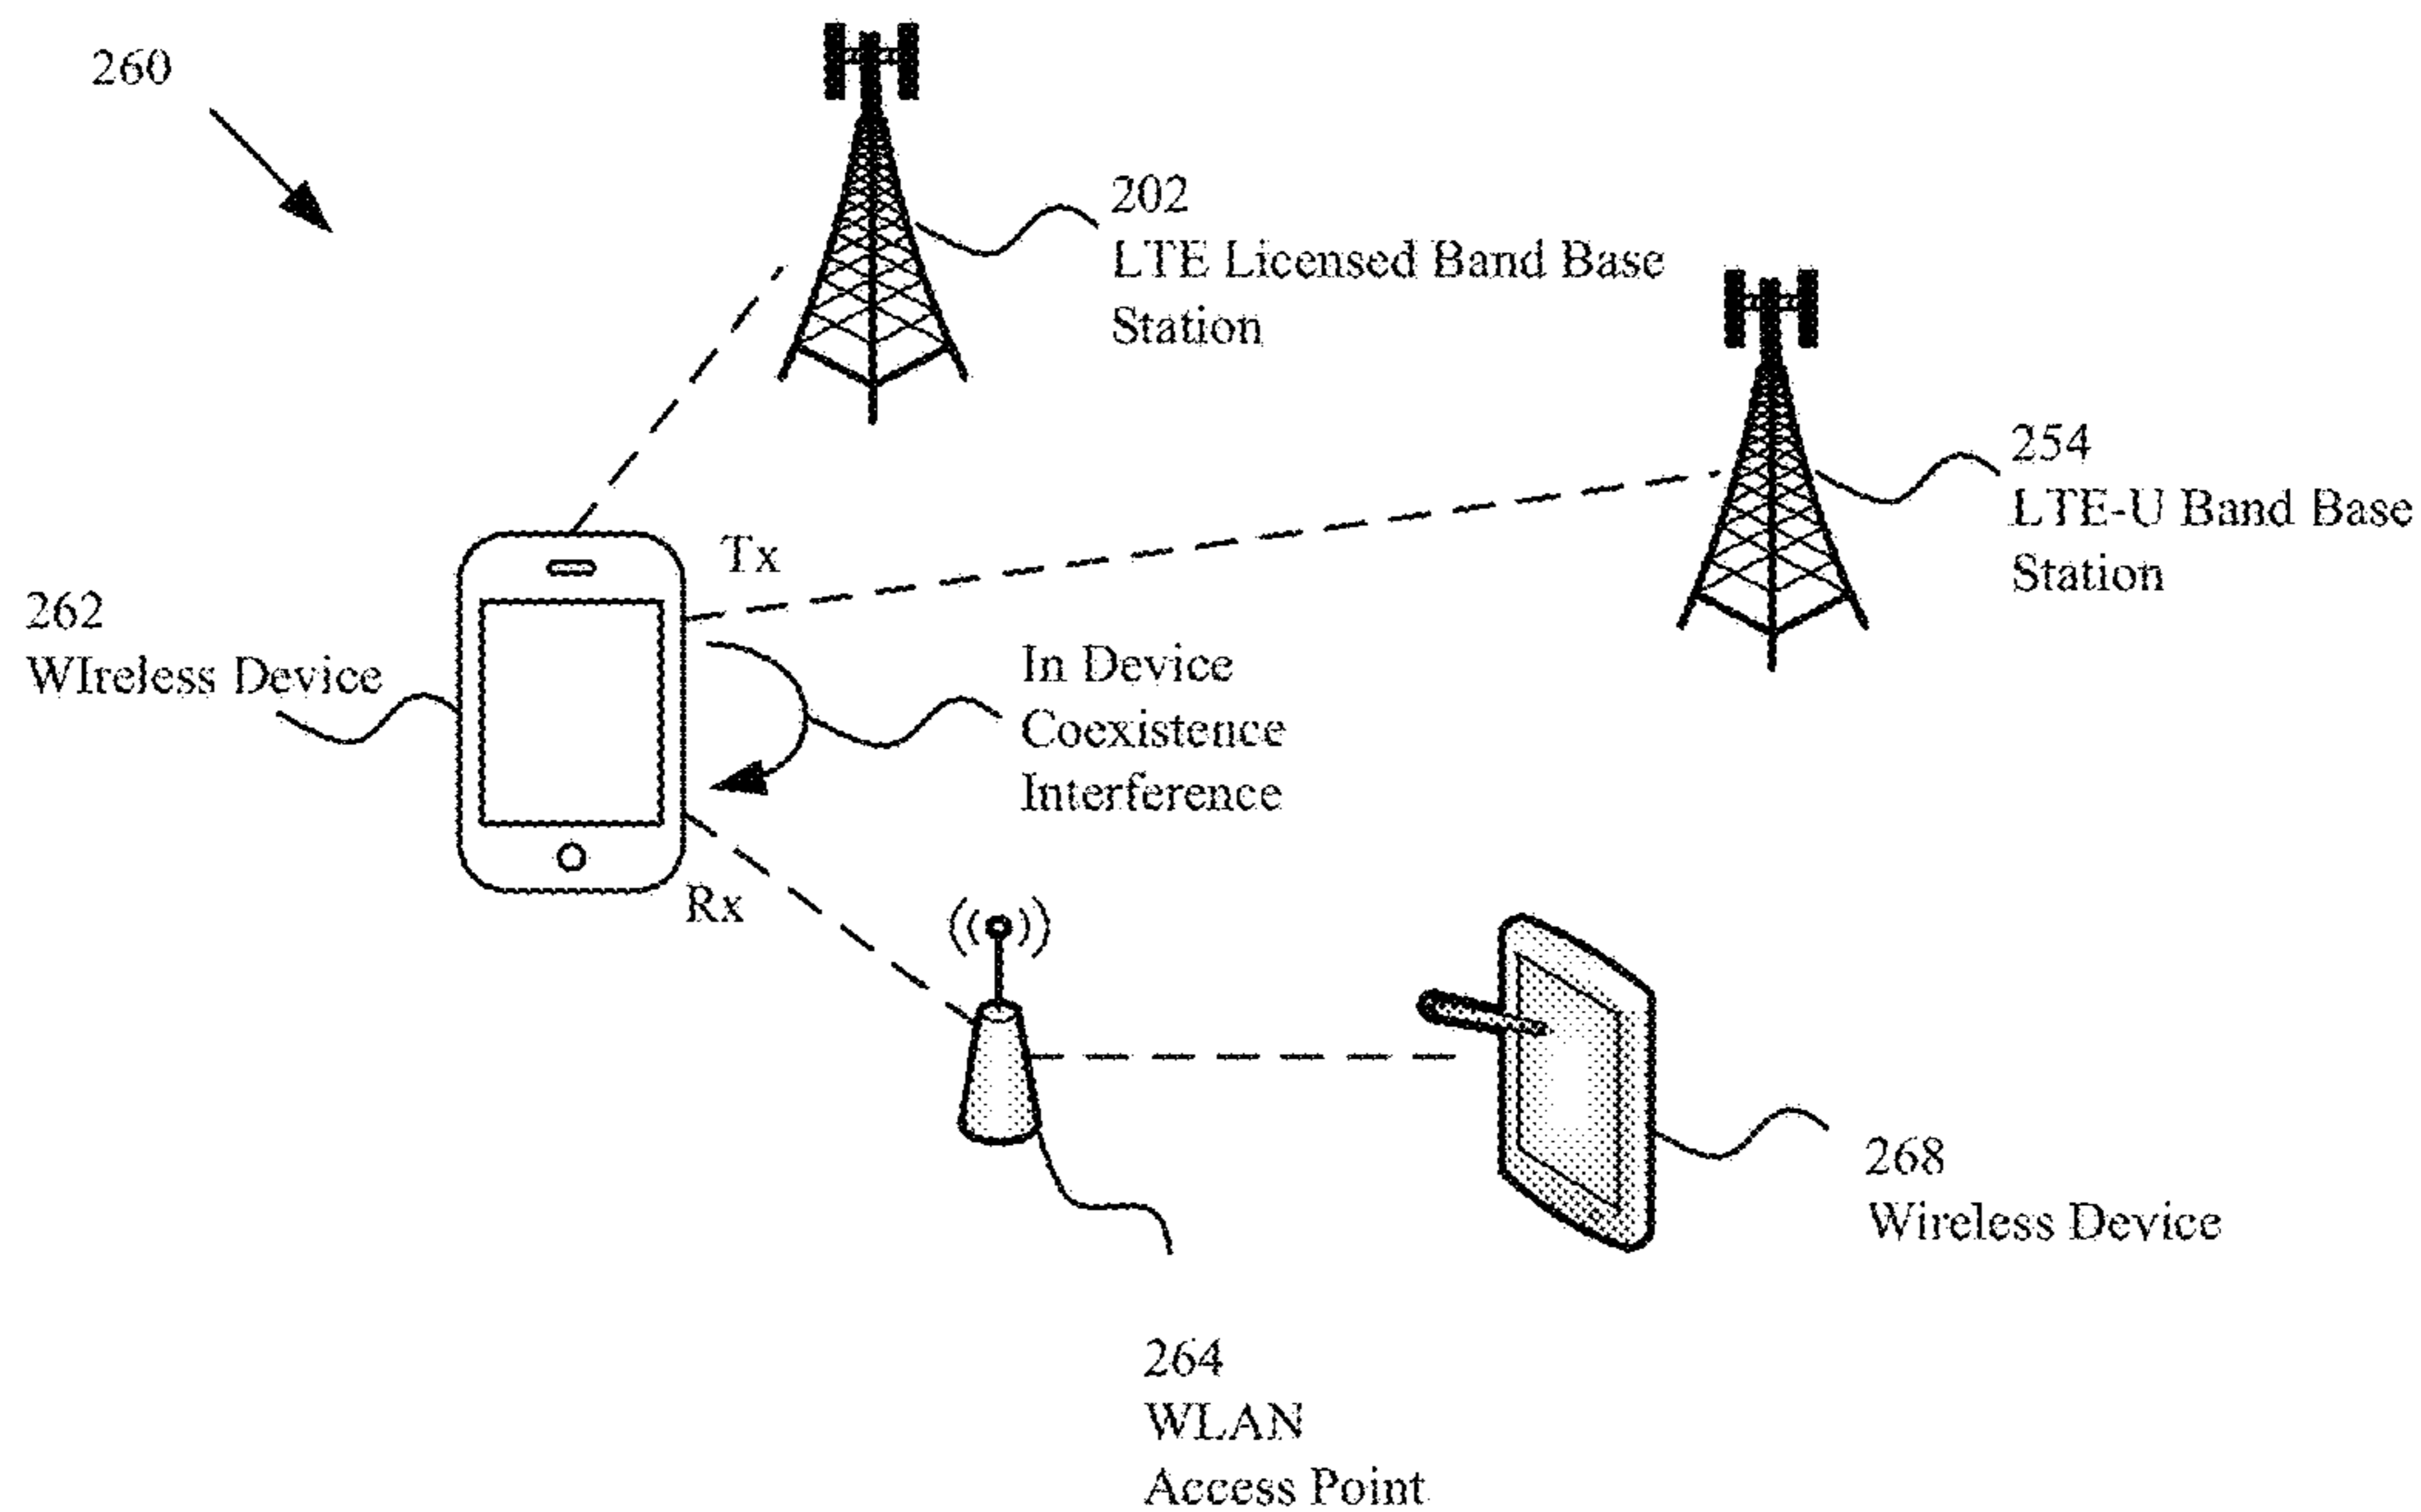 260
202
LTE Licensed Band Base
Station
254
LTE-U Band Base
Station
Tx
262
WIreless Device
In Device
Coexistence
Interference
Rx
268
Wireless Device
264
WLAN
Access Point